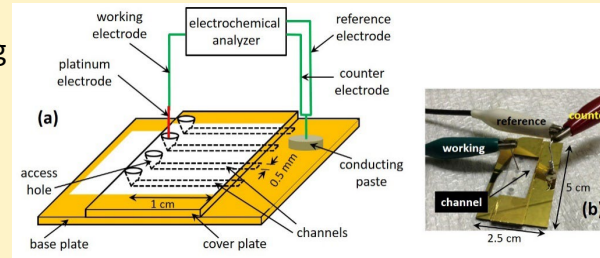 g
working
electrode
electrochemical
analyzer
reference
electrode
platinum
electrode
counter
electrode
(a)
access
hole
0.5 mm
conducting
paste
1 cm
channels
base plate
cover plate
reference
counte
working
channel
5 cm
(b)
2.5 cm